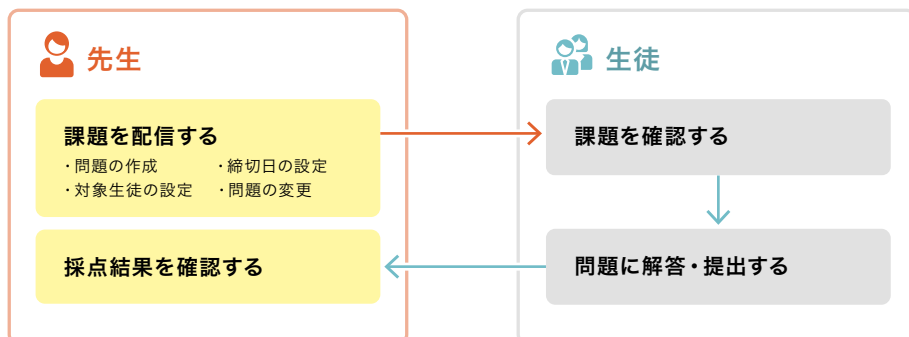 先生
課題を配信する
・問題の作成　・締切日の設定
・対象生徒の設定　・問題の変更
採点結果を確認する
生徒
課題を確認する
問題に解答・提出する